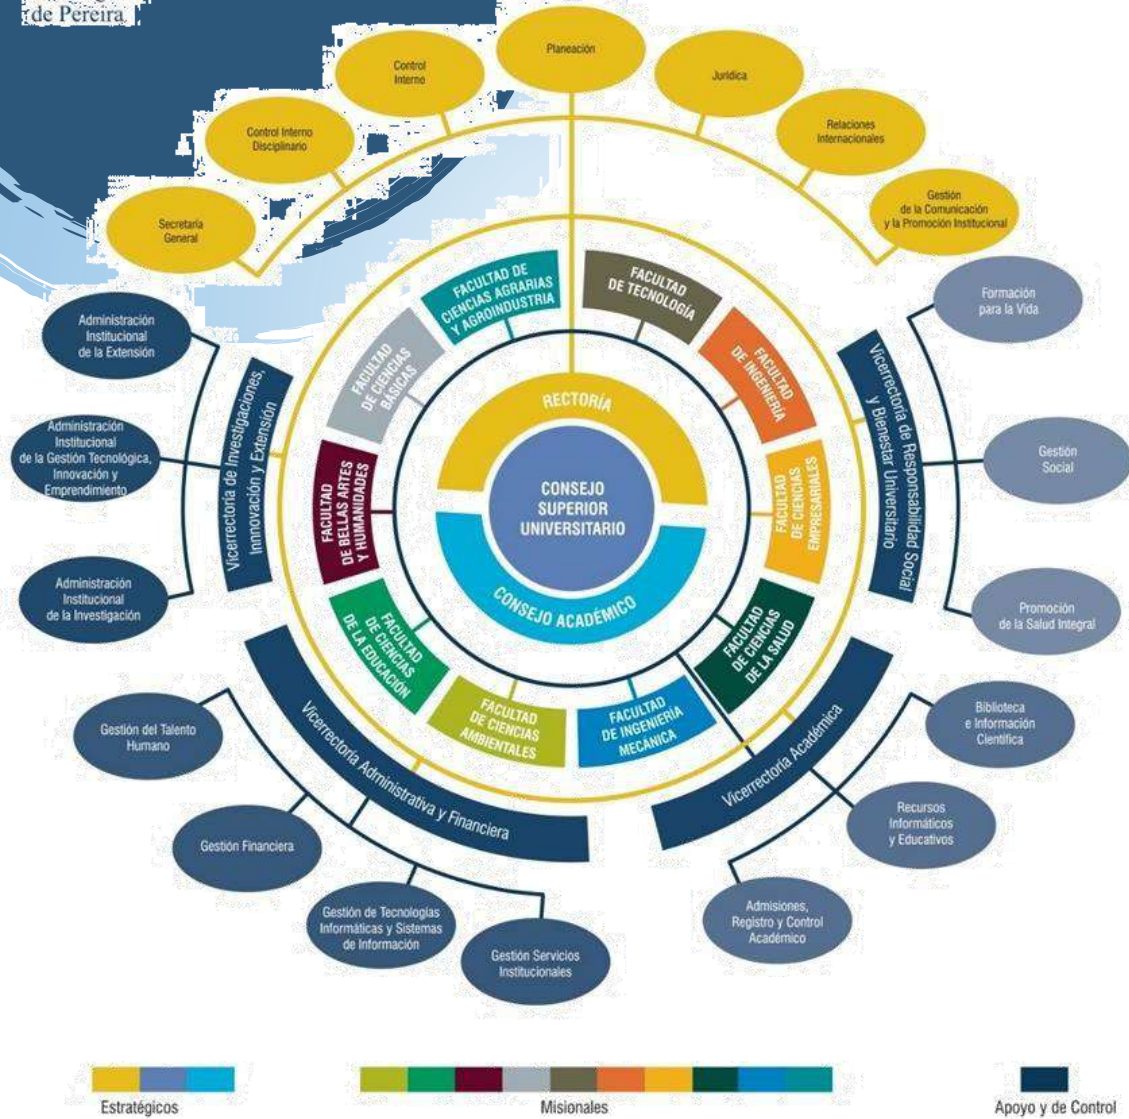 de Pereira
Planeación
Control
Interno
Jurídica
Control Interno
Disciplinario
Relaciones
Internacionales
Secretaría
General
Gestión
de la Comunicación
y la Promoción Institucional
FACULTAD DE
CIENCIAS AGRARIAS
Y AGROINDUSTRIA
FACULTAD
DE TECNOLOGÍA
FACULTAD
DE CIENCIAS
BÁSICAS
FACULTAD
DE INGENIERÍA
FACULTAD
DE BELLAS ARTES
Y HUMANIDADES
FACULTAD
DE CIENCIAS
EMPRESARIALES
FACULTAD
DE CIENCIAS
DE LA EDUCACIÓN
FACULTAD
DE CIENCIAS
DE LA SALUD
FACULTAD
DE CIENCIAS
AMBIENTALES
FACULTAD
DE INGENIERÍA
MECÁNICA
RECTORÍA
CONSEJO
SUPERIOR
UNIVERSITARIO
CONSEJO ACADÉMICO
Administración
Institucional
de la Extensión
Administración
Institucional
de la Gestión Tecnológica,
Innovación y
Emprendimiento
Administración
Institucional
de la Investigación
Vicerrectoría de Investigaciones,
Innnovación y Extensión
Formación
para la Vida
Gestión
Social
Promoción
de la Salud Integral
Vicerrectoría de Responsabilidad Social
y Bienestar Universitario
Gestión del Talento
Humano
Gestión Financiera
Gestión de Tecnologías
Informáticas y Sistemas
de Información
Gestión Servicios
Institucionales
Vicerrectoría Administrativa y Financiera
Vicerrectoría Académica
Biblioteca
e Información
Científica
Recursos
Informáticos
y Educativos
Admisiones,
Registro y Control
Académico
Estratégicos
Misionales
Apoyo y de Control